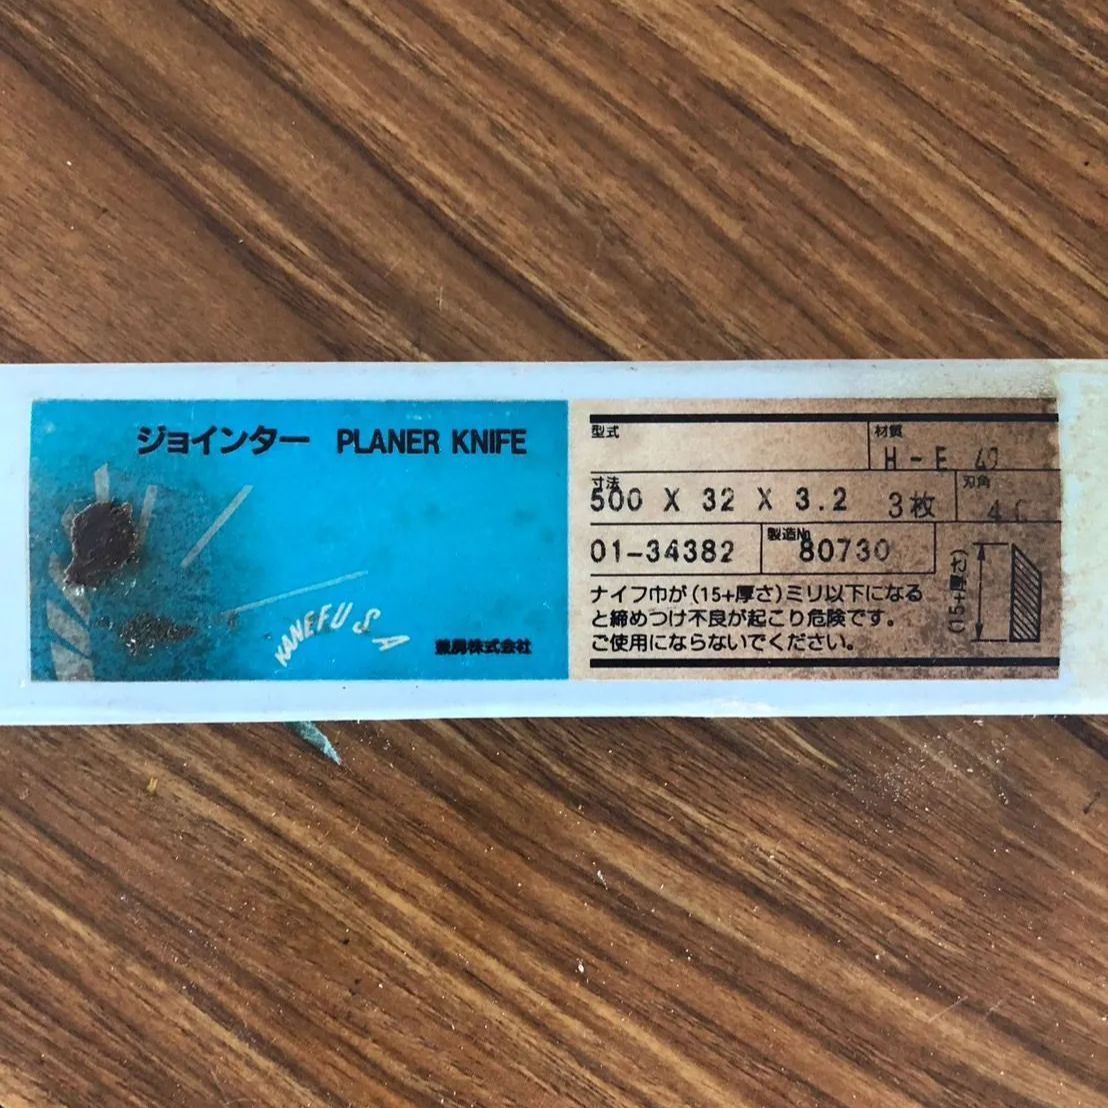 ジョインター PLANER KNIFE
KANEFUSA
兼房株式会社
型式
材質
H-E
寸法
500 X 32 X 3.2 3枚
刃角
01-34382
製造No
80730
ナイフ巾が(15+厚さ)ミリ以下になる
と締めつけ不良が起こり危険です。
ご使用にならないでください。
(15+厚さ)